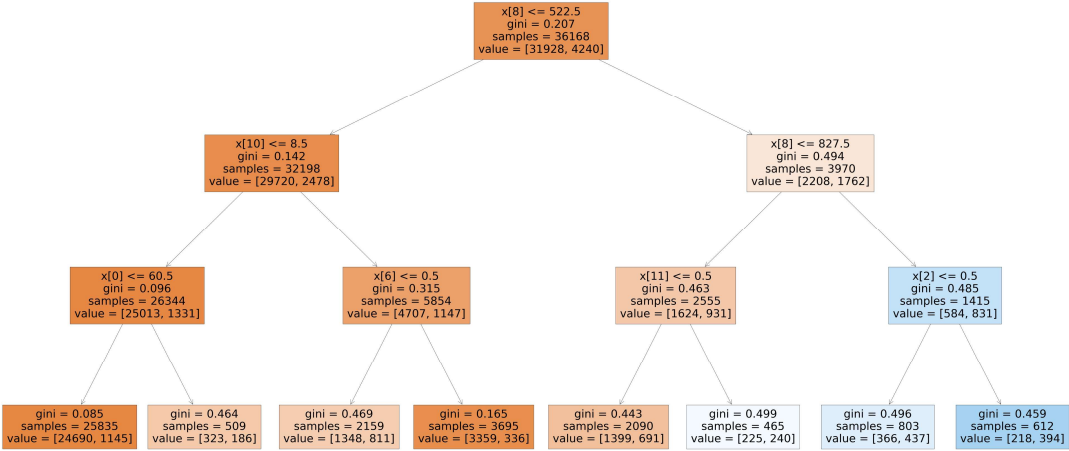 x[8] <= 522.5
gini = 0.207
samples = 36168
value = [31928, 4240]
x[10] <= 8.5
gini = 0.142
samples = 32198
value = [29720, 2478]
x[8] <= 827.5
gini = 0.494
samples = 3970
value = [2208, 1762]
x[0] <= 60.5
gini = 0.096
samples = 26344
value = [25013, 1331]
x[6] <= 0.5
gini = 0.315
samples = 5854
value = [4707, 1147]
x[11] <= 0.5
gini = 0.463
samples = 2555
value = [1624, 931]
x[2] <= 0.5
gini = 0.485
samples = 1415
value = [584, 831]
gini = 0.085
samples = 25835
value = [24690, 1145]
gini = 0.464
samples = 509
value = [323, 186]
gini = 0.469
samples = 2159
value = [1348, 811]
gini = 0.165
samples = 3695
value = [3359, 336]
gini = 0.443
samples = 2090
value = [1399, 691]
gini = 0.499
samples = 465
value = [225, 240]
gini = 0.496
samples = 803
value = [366, 437]
gini = 0.459
samples = 612
value = [218, 394]